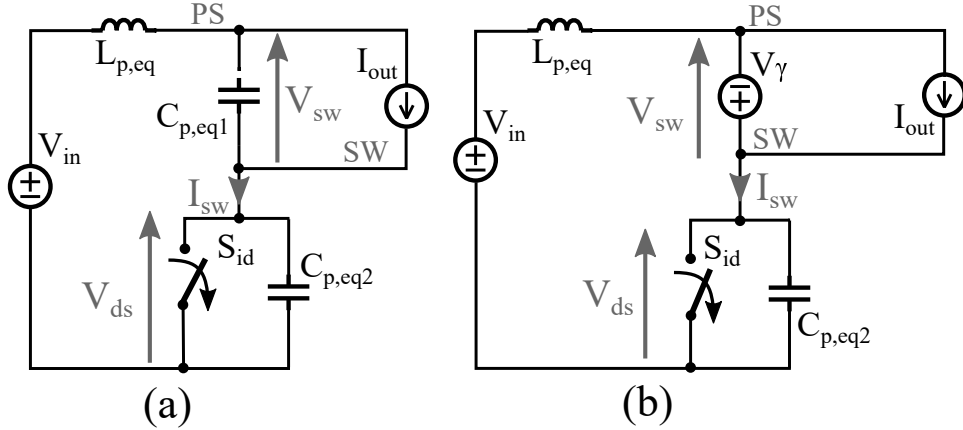 PS
L_{p,eq}
I_{out}
V_{sw}
C_{p,eq1}
V_{in}
SW
I_{sw}
S_{id}
C_{p,eq2}
V_{ds}
(a)
PS
L_{p,eq}
V_γ
V_{sw}
I_{out}
V_{in}
SW
I_{sw}
S_{id}
V_{ds}
C_{p,eq2}
(b)